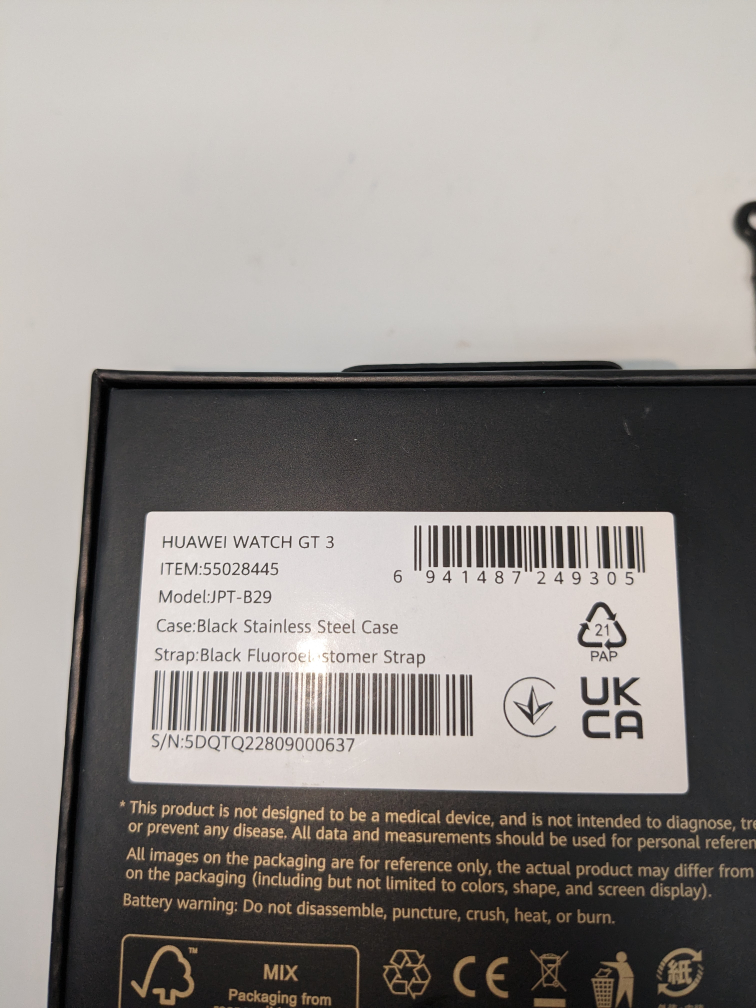 HUAWEI WATCH GT 3
ITEM:55028445
Model:JPT-B29
Case:Black Stainless Steel Case
Strap:Black Fluoroel stomer Strap
S/N:5DQTQ22809000637
6 941487 249305
21
PAP
UK
CA
* This product is not designed to be a medical device, and is not intended to diagnose, tre
or prevent any disease. All data and measurements should be used for personal referen
All images on the packaging are for reference only, the actual product may differ from
on the packaging (including but not limited to colors, shape, and screen display).
Battery warning: Do not disassemble, puncture, crush, heat, or burn.
TM
MIX
Packaging from
CE
紙